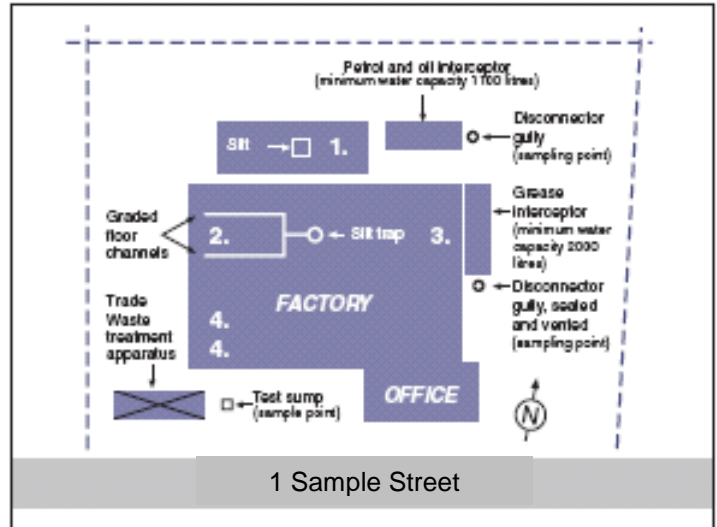 Petrol and oil interceptor
(minimum water capacity 1100 litres)
Disconnector
gully
(sampling point)
Silt
1.
Graded
floor
channels
2.
Silt trap
3.
Grease
interceptor
(minimum water
capacity 2000
litres)
FACTORY
Disconnector
gully, sealed
and vented
(sampling point)
Trade
Waste
treatment
apparatus
4.
4.
Test sump
(sample point)
OFFICE
N
1 Sample Street